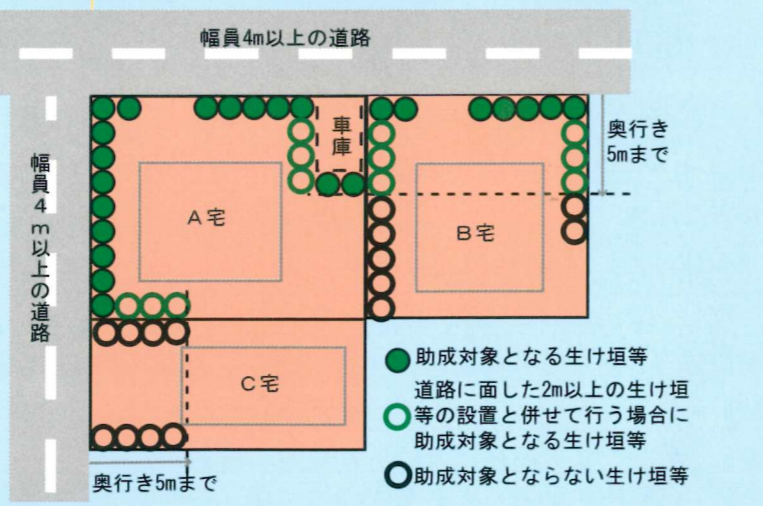 幅員4m以上の道路
幅員4m以上の道路
車庫
奥行き
5mまで
A宅
B宅
C宅
助成対象となる生け垣等
道路に面した2m以上の生け垣
等の設置と併せて行う場合に
助成対象となる生け垣等
助成対象とならない生け垣等
奥行き5mまで